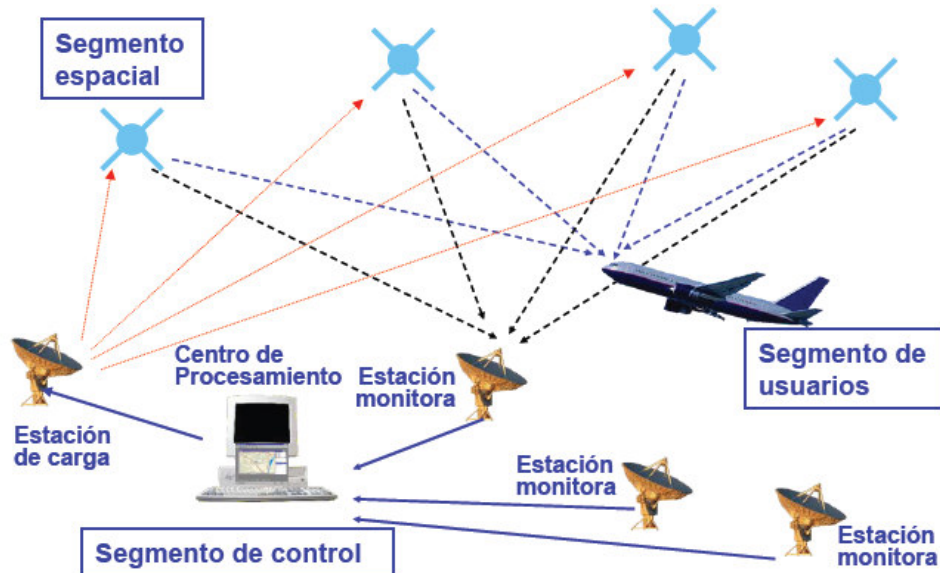 Segmento
espacial
Centro de
Procesamiento
Estación
monitora
Segmento de
usuarios
Estación
de carga
Estación
monitora
Segmento de control
Estación
monitora